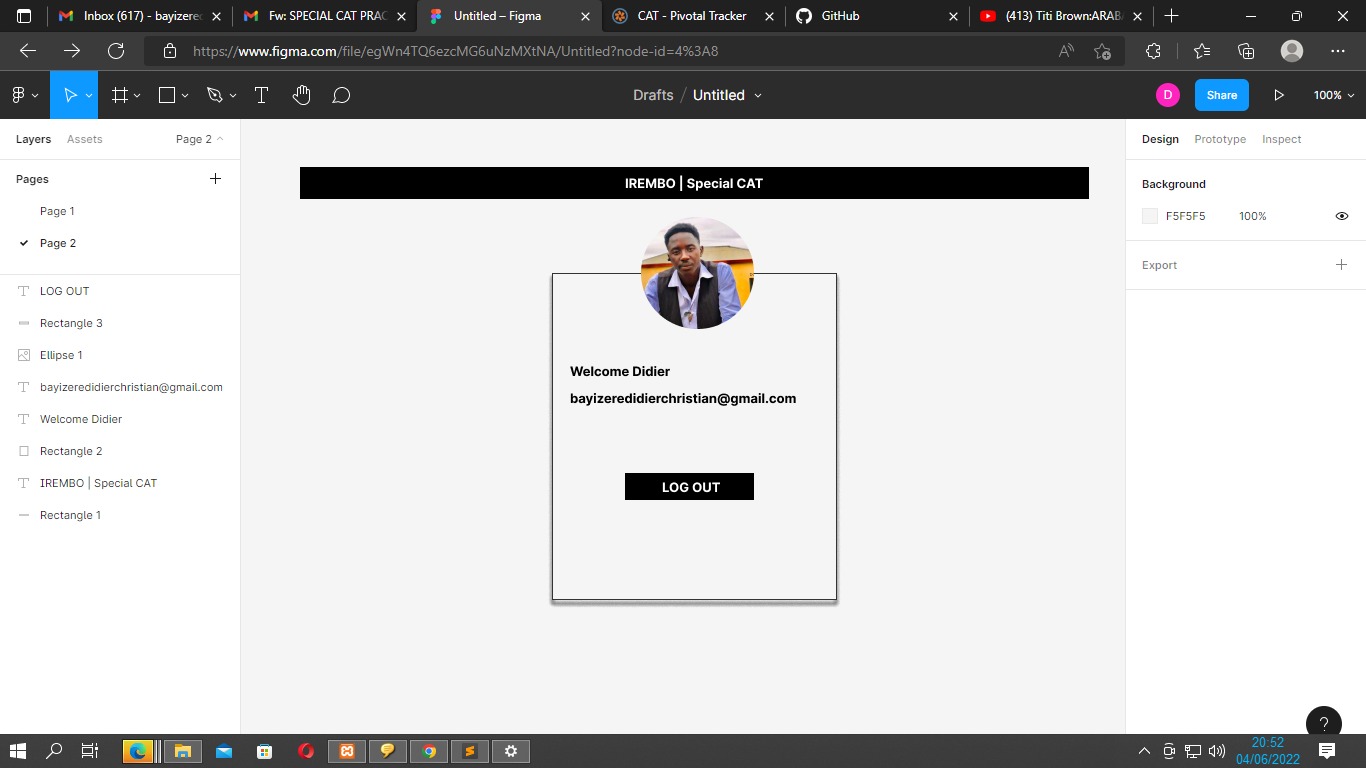 Inbox (617) - bayizered
Fw: SPECIAL CAT PRAC
Untitled – Figma
CAT - Pivotal Tracker
GitHub
(413) Titi Brown:ARABA
https://www.figma.com/file/egWn4TQ6ezcMG6uNzMXtNA/Untitled?node-id=4%3A8
Drafts / Untitled
D
Share
100%
Layers Assets Page 2
Design Prototype Inspect
Pages
Page 1
Page 2
LOG OUT
Rectangle 3
Ellipse 1
bayizeredidierchristian@gmail.com
Welcome Didier
Rectangle 2
IREMBO | Special CAT
Rectangle 1
IREMBO | Special CAT
Welcome Didier
bayizeredidierchristian@gmail.com
LOG OUT
Background
F5F5F5 100%
Export
?
20:52
04/06/2022